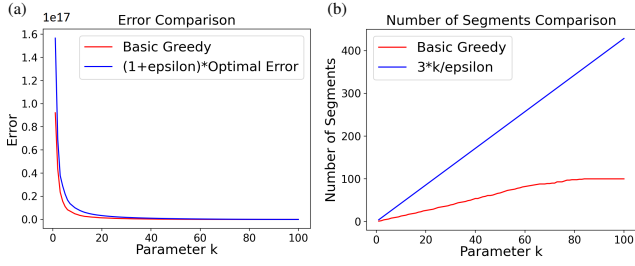 (a)
Error Comparison
1e17
1.6
1.4
1.2
1.0
0.8
0.6
0.4
0.2
0.0
Error
Basic Greedy
(1+epsilon)*Optimal Error
0 20 40 60 80 100
Parameter k
(b)
Number of Segments Comparison
400
300
200
100
0
Number of Segments
Basic Greedy
3*k/epsilon
0 20 40 60 80 100
Parameter k